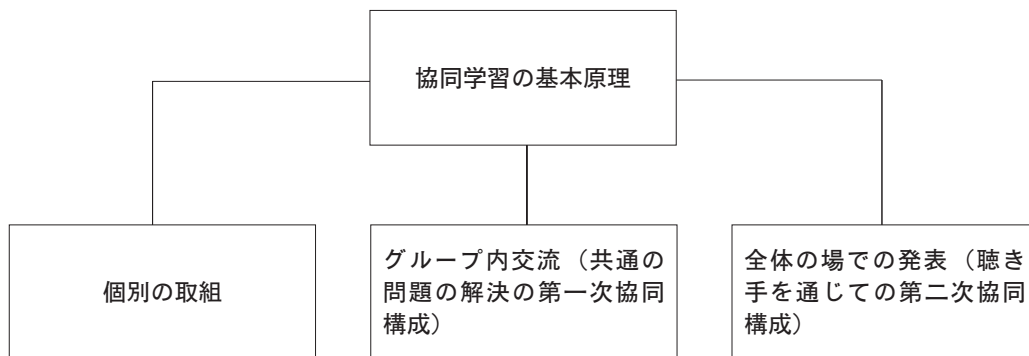 協同学習の基本原理
個別の取組
グループ内交流（共通の
問題の解決の第一次協同
構成）
全体の場での発表（聴き
手を通じての第二次協同
構成）